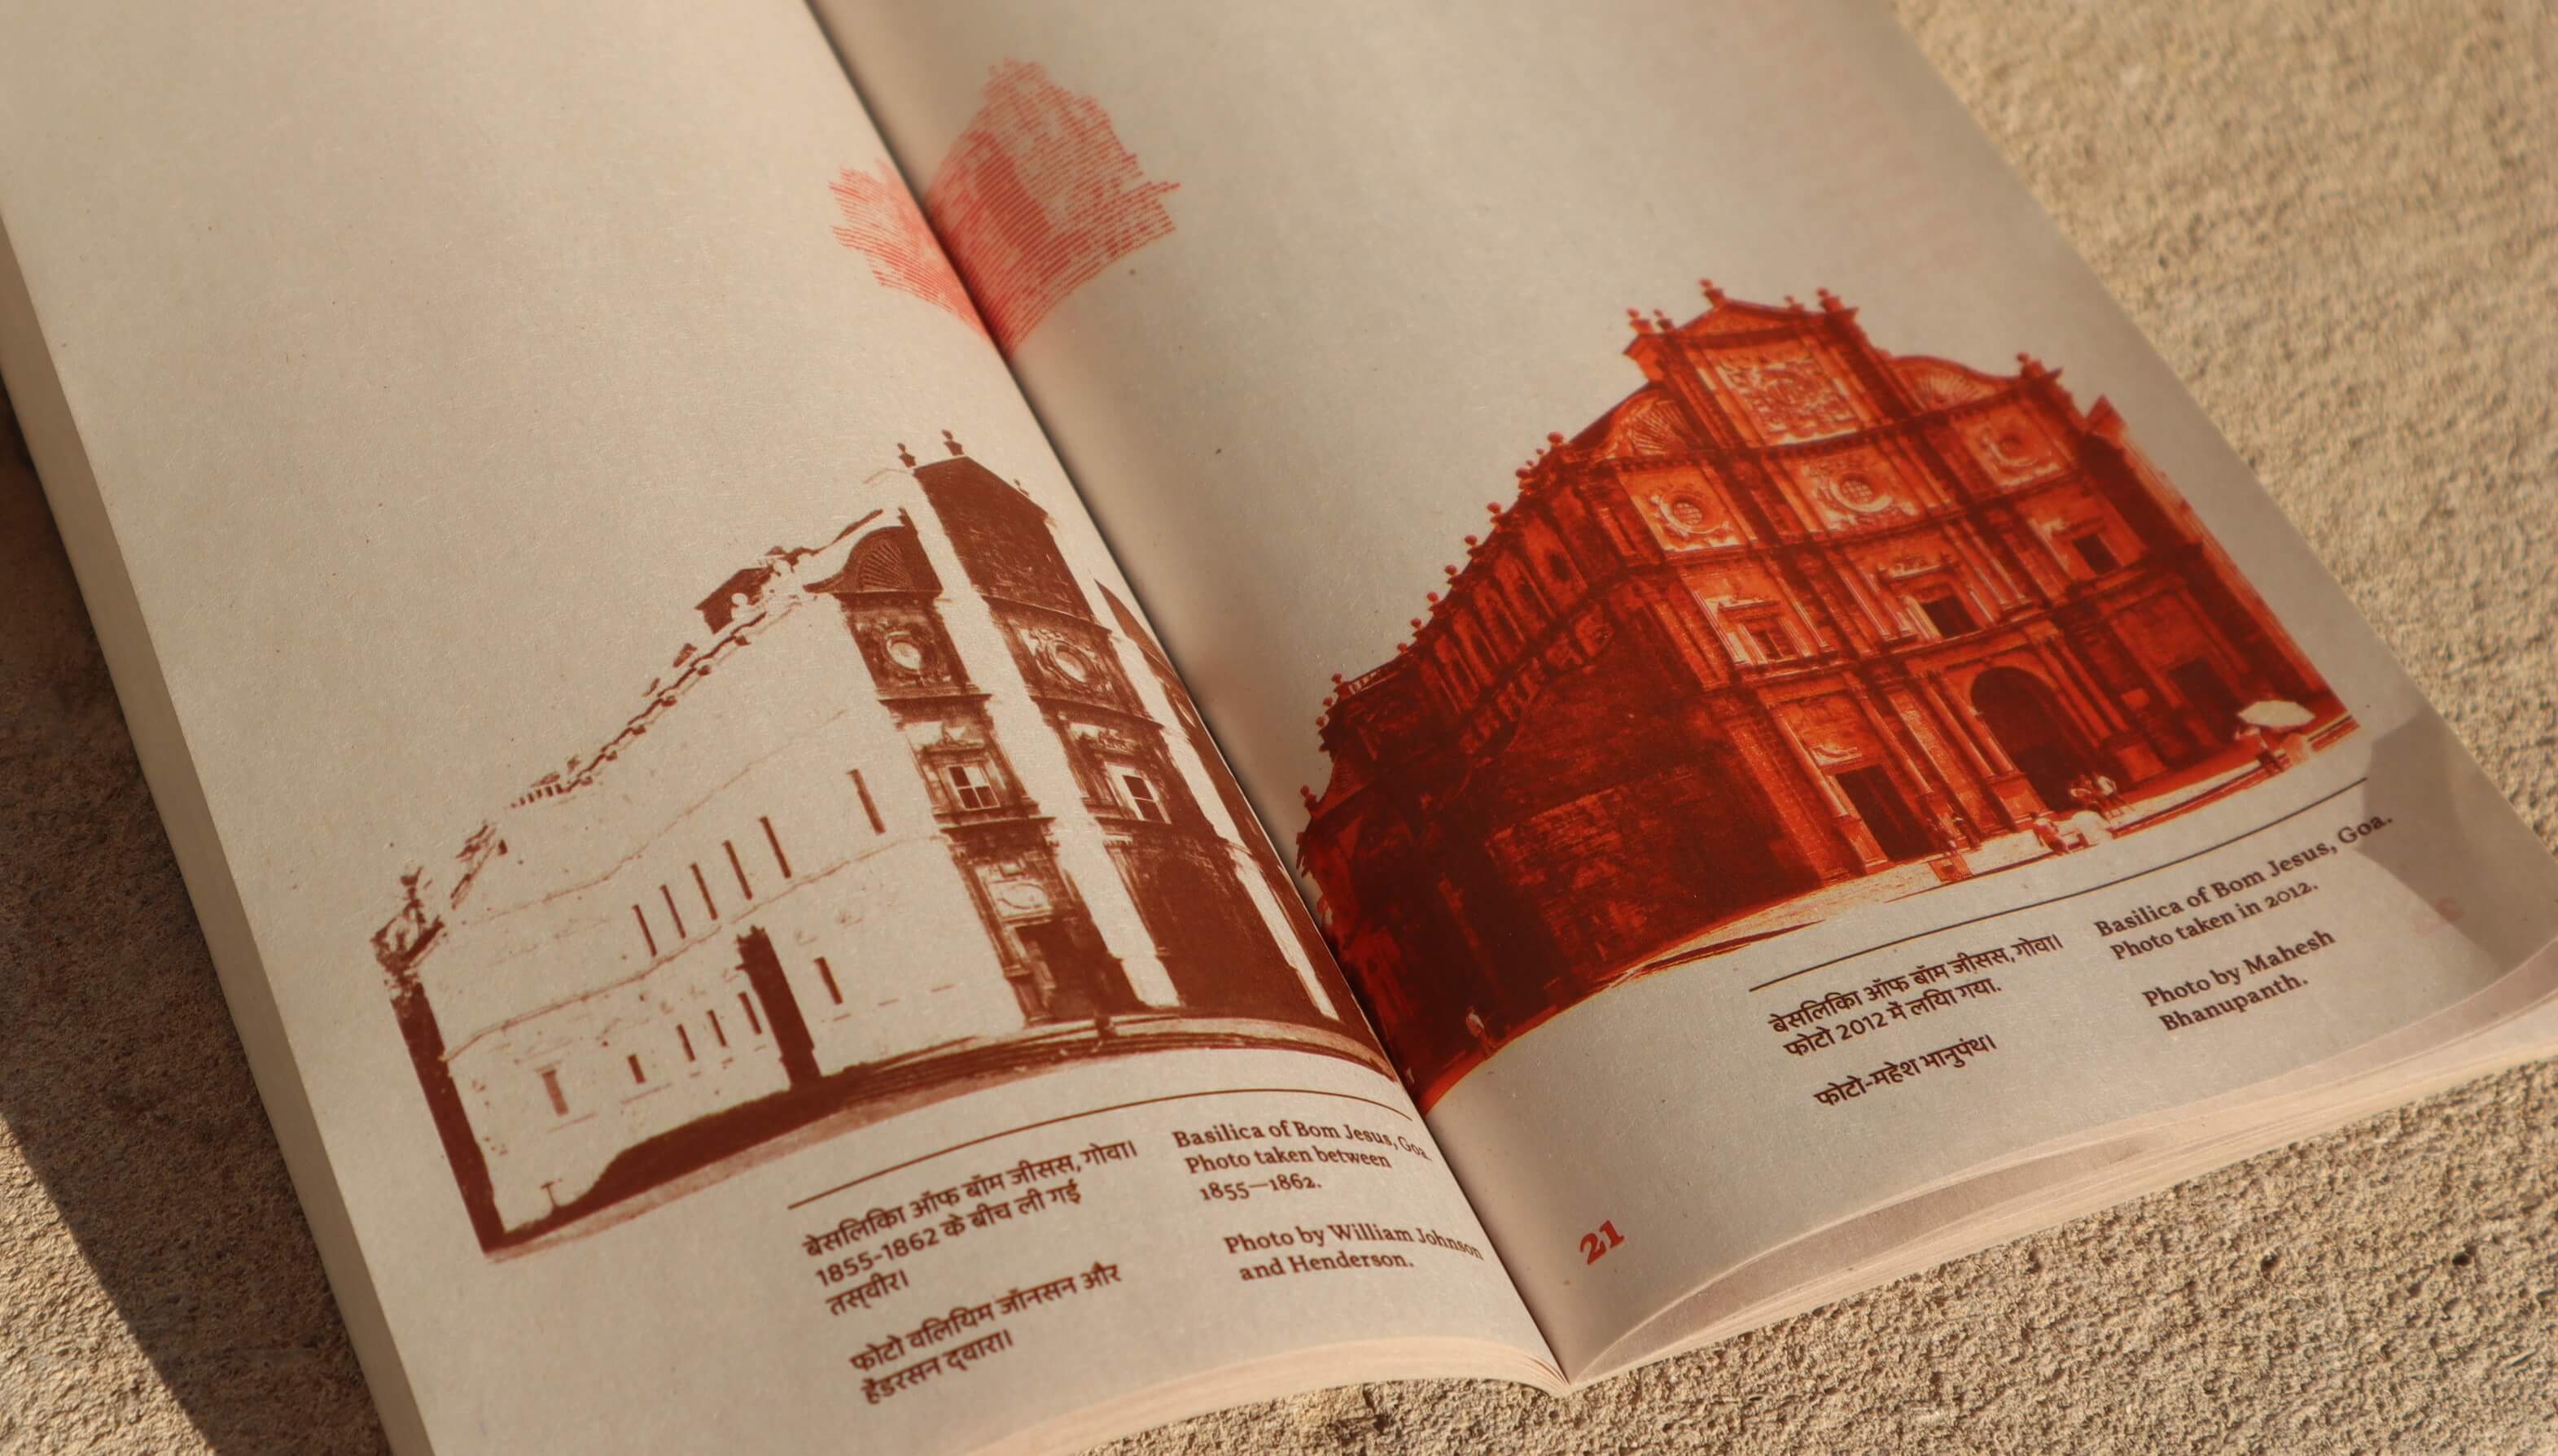 बेसलिकिा ऑफ बॉम जीसस, गोवा।
1855-1862 के बीच ली गई
तस्‌वीर।
फोटो वलियिम जॉनसन और
हेंडरसन द्‌वारा।
Basilica of Bom Jesus, Goa.
Photo taken between
1855—1862.
Photo by William Johnson
and Henderson.
बेसलिकिा ऑफ बॉम जीसस, गोवा।
फोटो 2012 में लयिा गया.
फोटो-महेश भानुपंथ।
Basilica of Bom Jesus, Goa.
Photo taken in 2012.
Photo by Mahesh
Bhanupanth.
21